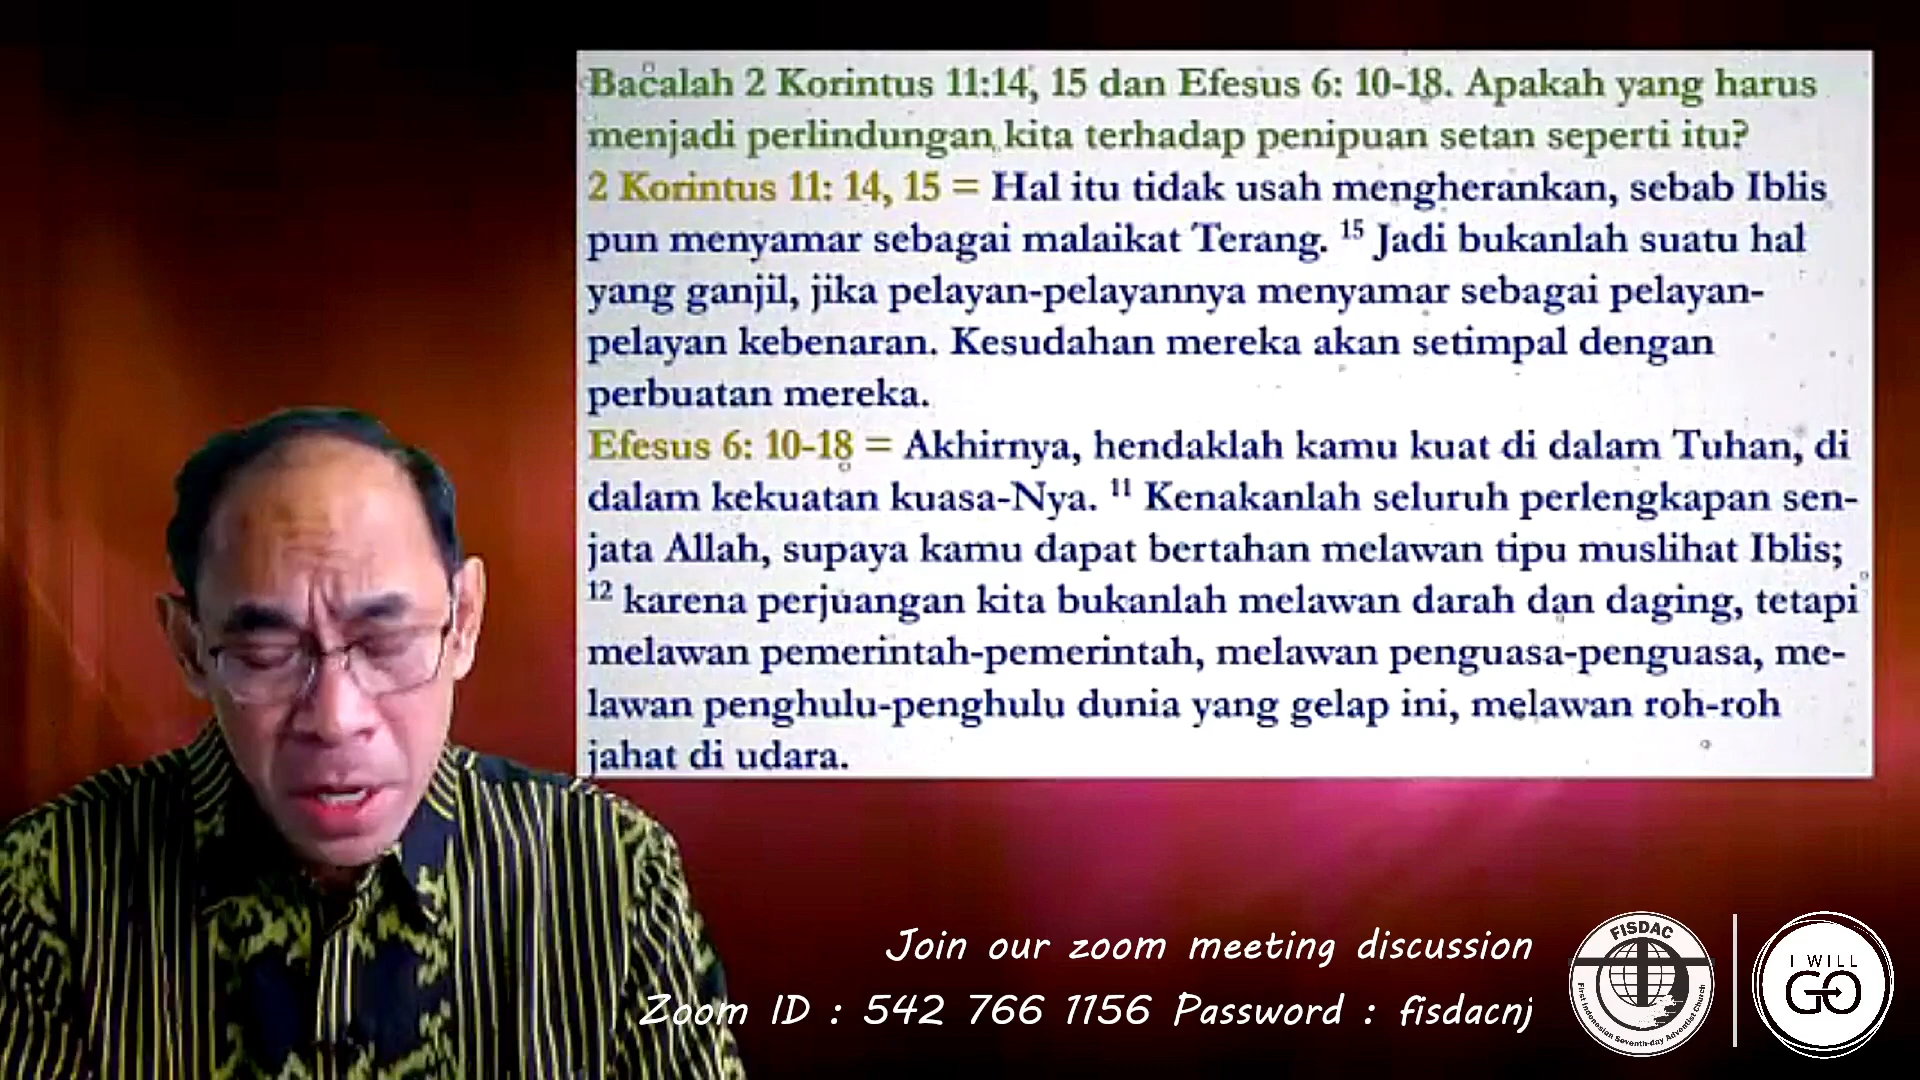 Bacalah 2 Korintus 11:14, 15 dan Efesus 6: 10-18. Apakah yang harus
menjadi perlindungan kita terhadap penipuan setan seperti itu?
2 Korintus 11: 14, 15 = Hal itu tidak usah mengherankan, sebab Iblis
pun menyamar sebagai malaikat Terang. 15 Jadi bukanlah suatu hal
yang ganjil, jika pelayan-pelayannya menyamar sebagai pelayan-
pelayan kebenaran. Kesudahan mereka akan setimpal dengan
perbuatan mereka.
Efesus 6: 10-18 = Akhirnya, hendaklah kamu kuat di dalam Tuhan, di
dalam kekuatan kuasa-Nya. 11 Kenakanlah seluruh perlengkapan sen-
jata Allah, supaya kamu dapat bertahan melawan tipu muslihat Iblis;
12 karena perjuangan kita bukanlah melawan darah dan daging, tetapi
melawan pemerintah-pemerintah, melawan penguasa-penguasa, me-
lawan penghulu-penghulu dunia yang gelap ini, melawan roh-roh
jahat di udara.
Join our zoom meeting discussion
Zoom ID : 542 766 1156 Password : fisdacnj
FISDAC
First Indonesian Seventh-day Adventist Church
I WILL
GO